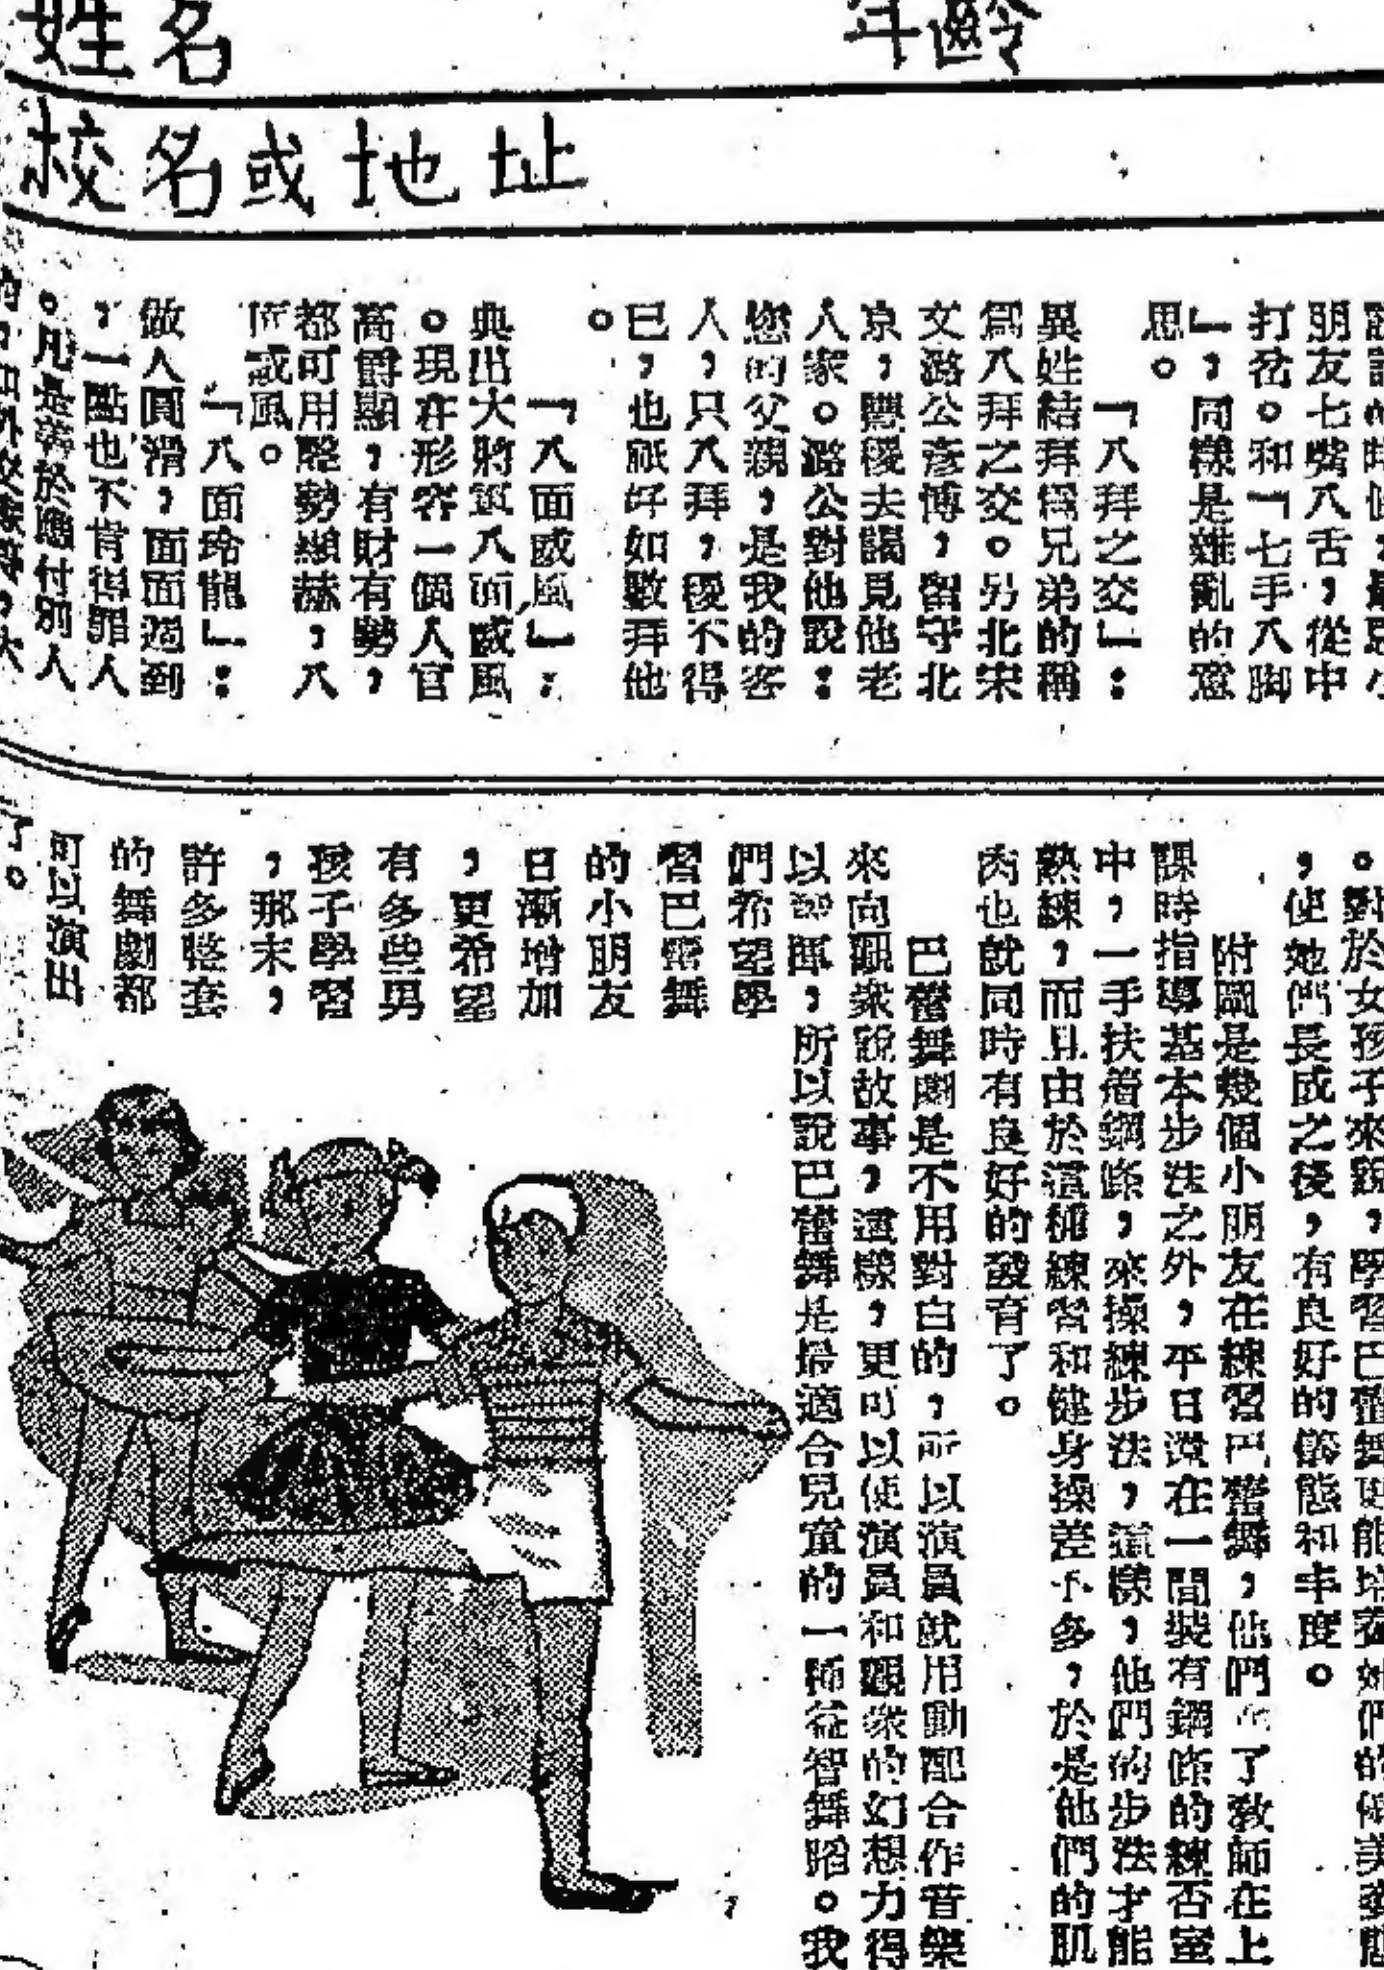 姓名
年齡
校名或地址
朋友七嘴八舌，從中
打岔。和「七手八脚
」，同樣是雜亂的意
思。
「八拜之交」：
異姓結拜爲兄弟的稱
爲八拜之交。另北宋
文潞公彥博，留守北
京，
人家。潞公對他說：
您的父親，是我的客
人，只八拜，稷不得
已，也祇好如數拜他
。
「八面威風」：
典出大將軍八面威風
。現在形容一個人官
高爵顯，有財有勢，
都可用聲勢顯赫，八
面威風。
「八面玲瓏」：
做人圓滑，面面週到
，一點也不肯得罪人
。凡是善於應付別人
。對於女孩子來說，學習巴蕾舞更能培
，使她們長成之後，有良好的儀態和丰度。
附圖是幾個小朋友在練習巴蕾舞，他們 了教師在上
課時指導基本步法之外，平日還在一間裝有鋼條的練 室
中，一手扶着鋼條，來操練步法，這樣，他們的步法才能
熟練，而且由於這種練習和健身操差不多，於是他們的肌
肉也就同時有良好的發育了。
巴蕾舞劇是不用對白的，所以演員就用動配合作音樂
來向觀衆說故事，這樣，更可以使演員和觀衆的幻想力得
以 ，所以說巴蕾舞是最適合兒童的一種益智舞蹈。我
們希望學
習巴蕾舞
的小朋友
日漸增加
，更希望
有多些男
孩子學習
，那末，
許多整套
的舞劇都
可以演出
了。